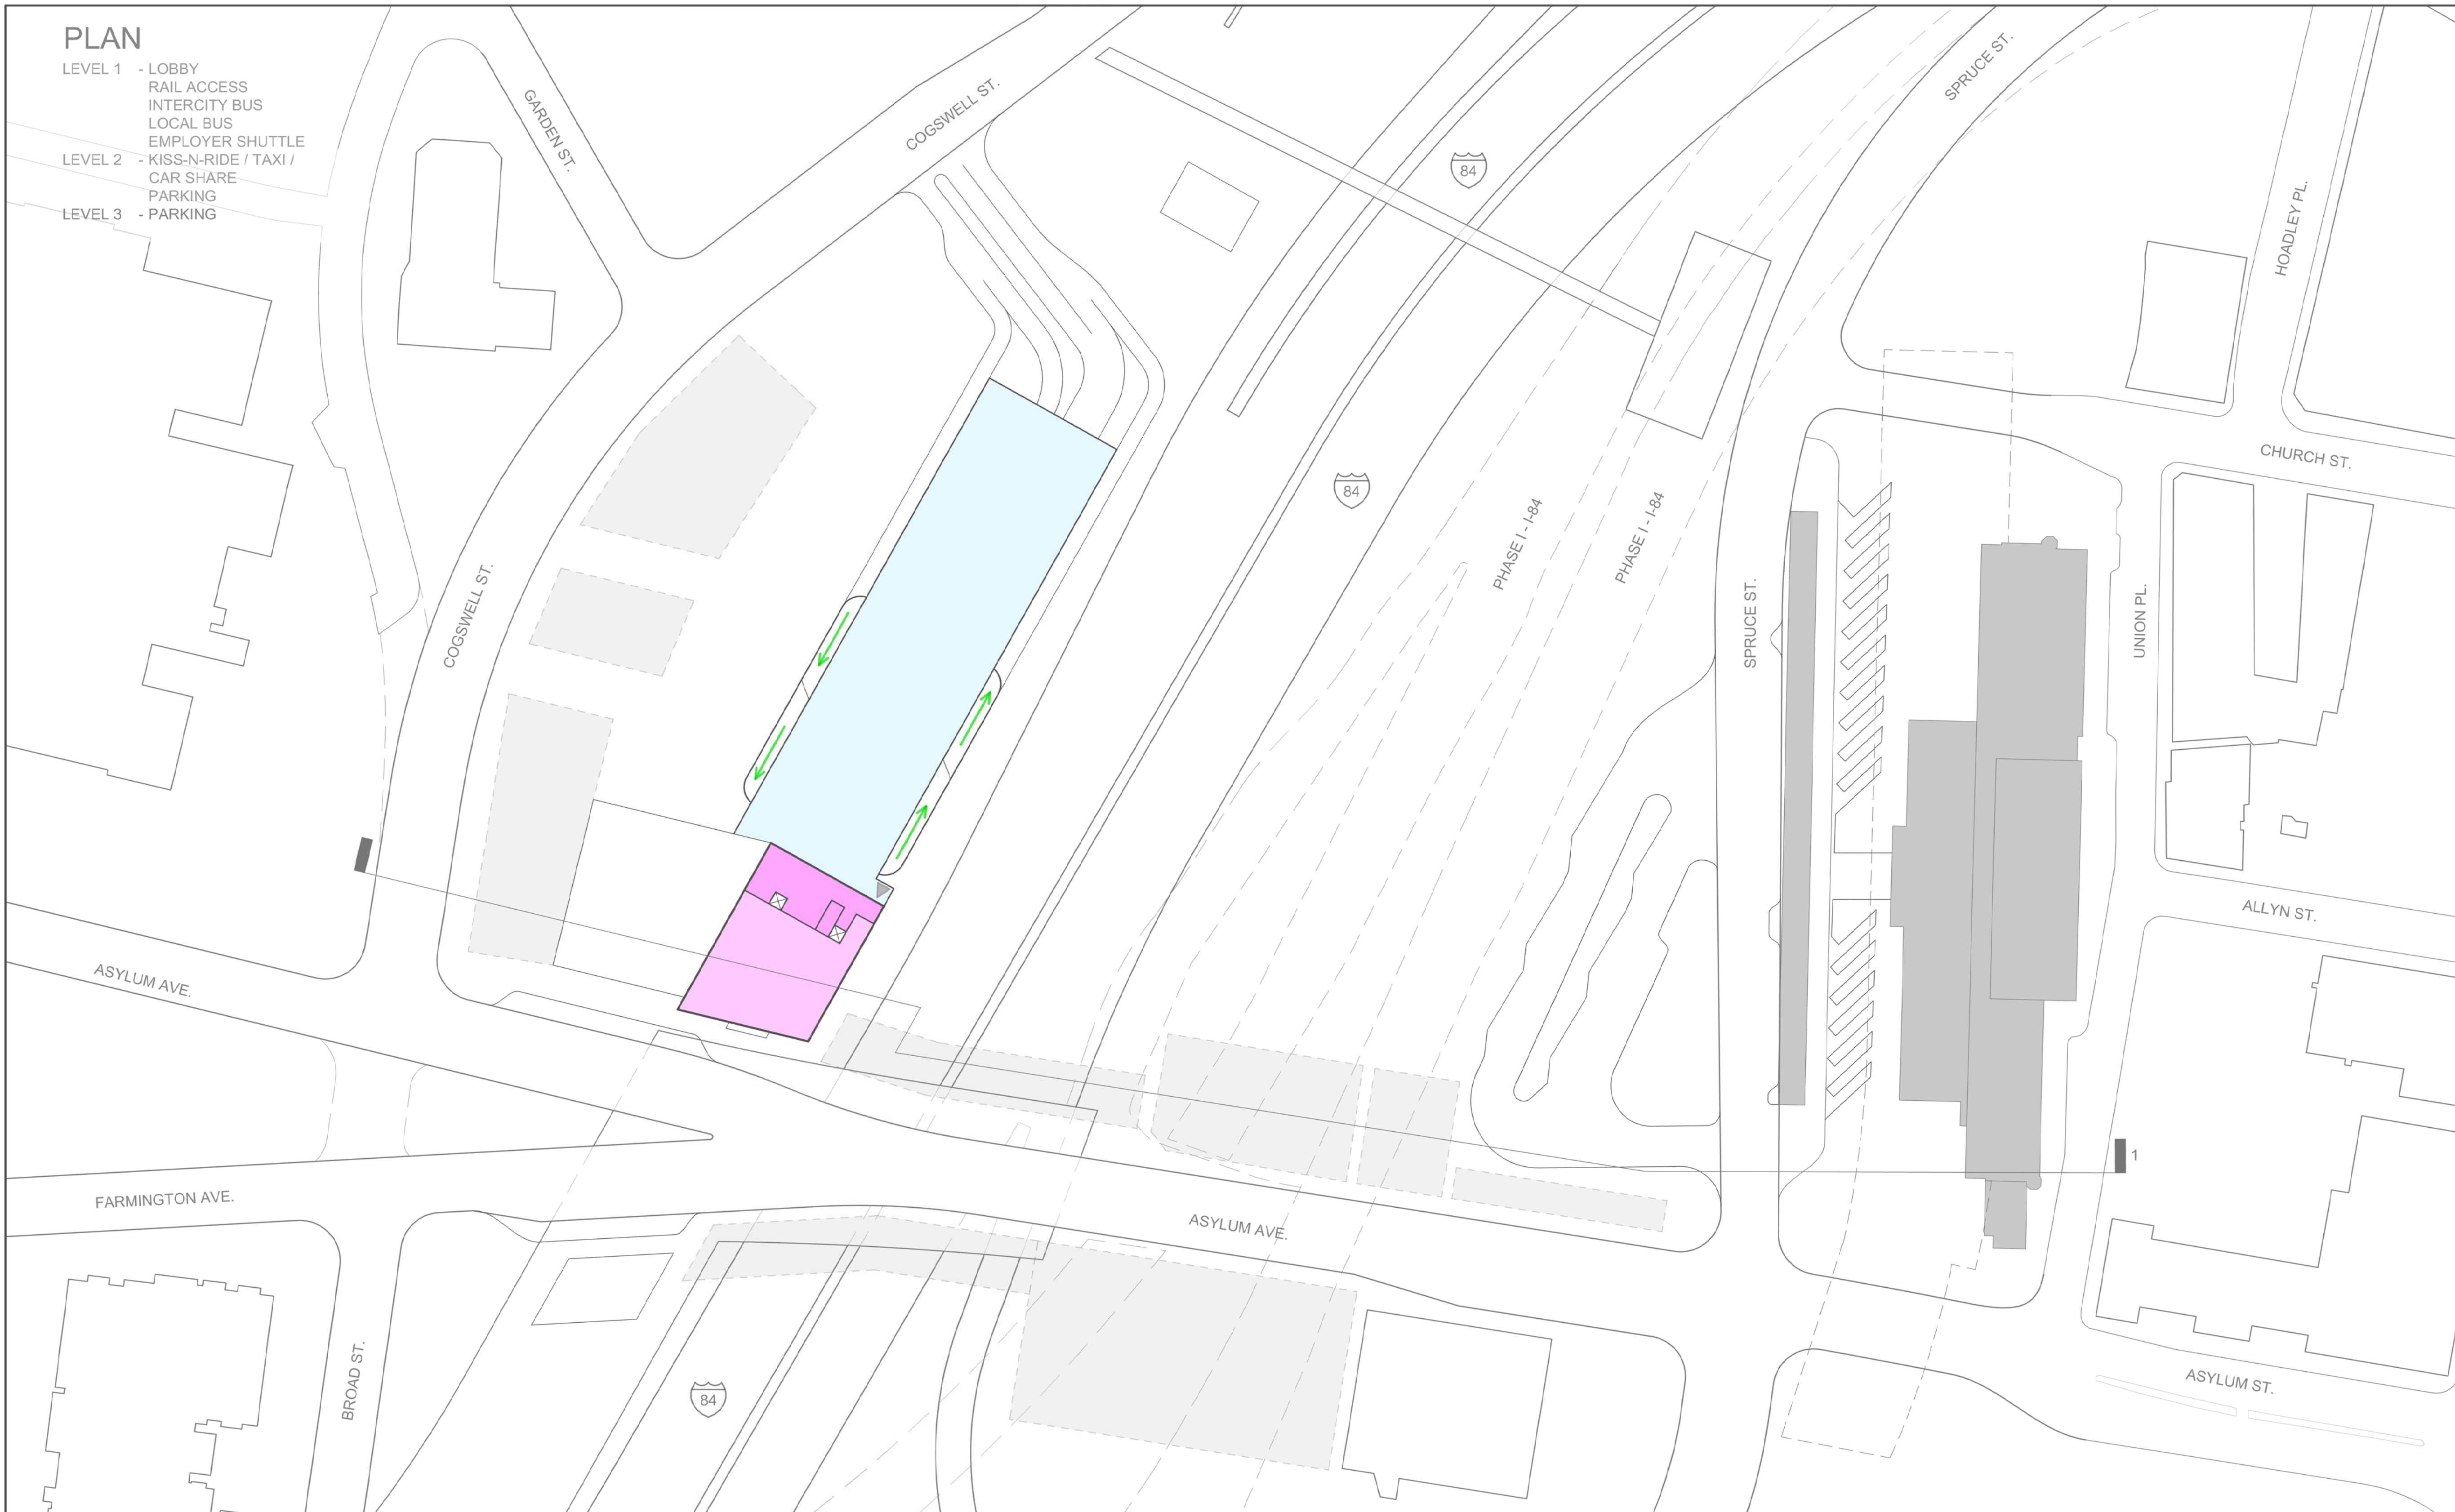 PLAN
LEVEL 1 - LOBBY
RAIL ACCESS
INTERCITY BUS
LOCAL BUS
EMPLOYER SHUTTLE
LEVEL 2 - KISS-N-RIDE / TAXI /
CAR SHARE
PARKING
LEVEL 3 - PARKING
GARDEN ST.
COGSWELL ST.
SPRUCE ST.
84
HOADLEY PL.
CHURCH ST.
84
PHASE I - I-84
PHASE I - I-84
COGSWELL ST.
SPRUCE ST.
UNION PL.
ALLYN ST.
ASYLUM AVE.
1
FARMINGTON AVE.
ASYLUM AVE.
BROAD ST.
84
ASYLUM ST.